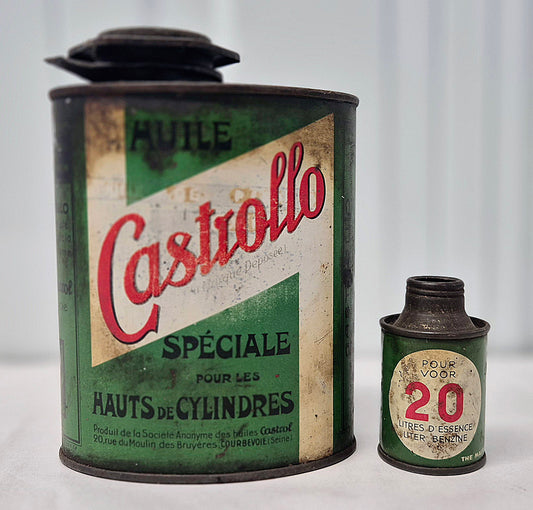 HUILE
Castrollo
Marque Déposée
SPÉCIALE
POUR LES
HAUTS DE CYLINDRES
Produit de la Société Anonyme des huiles Castrol
20, rue du Moulin des Bruyères, COURBEVOIE (Seine)
POUR
VOOR
20
LITRES D'ESSENCE
LITER BENZINE
THE